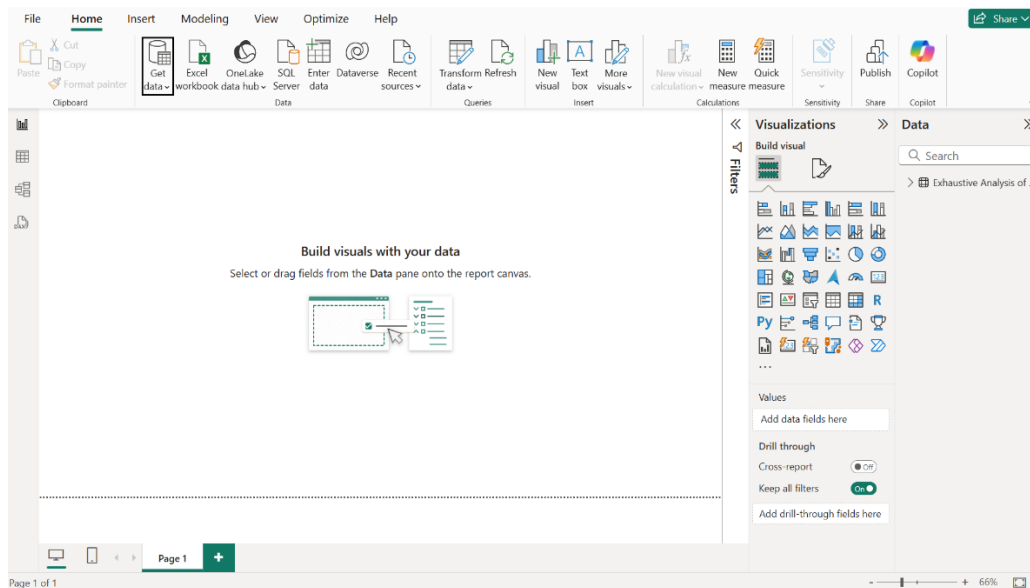 File Home Insert Modeling View Optimize Help Share
Paste
Cut
Copy
Format painter
Get data
Excel workbook
OneLake data hub
SQL Server
Enter data
Dataverse
Recent sources
Transform data
Refresh
New visual
Text box
More visuals
New visual calculation
New measure
Quick measure
Sensitivity
Publish
Copilot
Clipboard Data Queries Insert Calculations Sensitivity Share Copilot
Filters
Visualizations
Build visual
Data
Search
Exhaustive Analysis of ...
Build visuals with your data
Select or drag fields from the Data pane onto the report canvas.
R
Py
...
Values
Add data fields here
Drill through
Cross-report Off
Keep all filters On
Add drill-through fields here
Page 1 +
Page 1 of 1
- + 66%